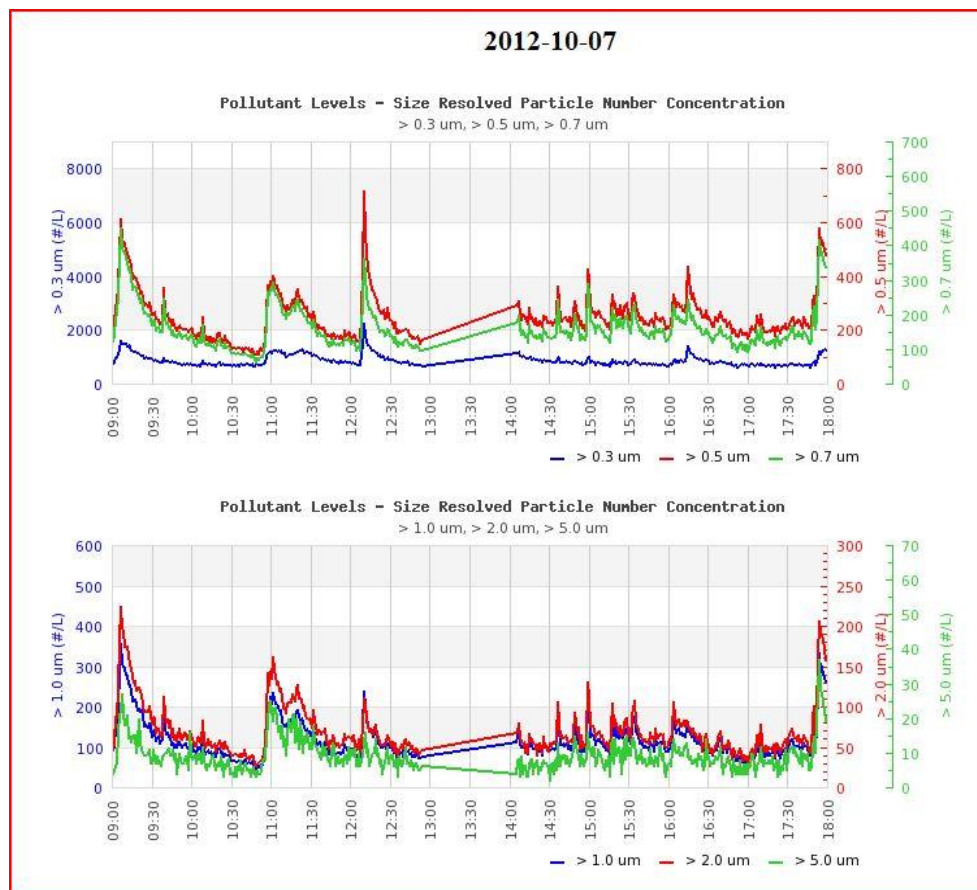 2012-10-07
Pollutant Levels - Size Resolved Particle Number Concentration
> 0.3 um, > 0.5 um, > 0.7 um
> 0.3 um (#/L)
8000
6000
4000
2000
0
800
600
400
200
0
> 0.5 um (#/L)
700
600
500
400
300
200
100
0
> 0.7 um (#/L)
09:00 09:30 10:00 10:30 11:00 11:30 12:00 12:30 13:00 14:00 14:30 15:00 15:30 16:00 16:30 17:00 17:30 18:00
> 0.3 um > 0.5 um > 0.7 um
Pollutant Levels - Size Resolved Particle Number Concentration
> 1.0 um, > 2.0 um, > 5.0 um
> 1.0 um (#/L)
600
500
400
300
200
100
0
300
250
200
150
100
50
0
> 2.0 um (#/L)
70
60
50
40
30
20
10
0
> 5.0 um (#/L)
09:00 09:30 10:00 10:30 11:00 11:30 12:00 12:30 13:00 14:00 14:30 15:00 15:30 16:00 16:30 17:00 17:30 18:00
> 1.0 um > 2.0 um > 5.0 um